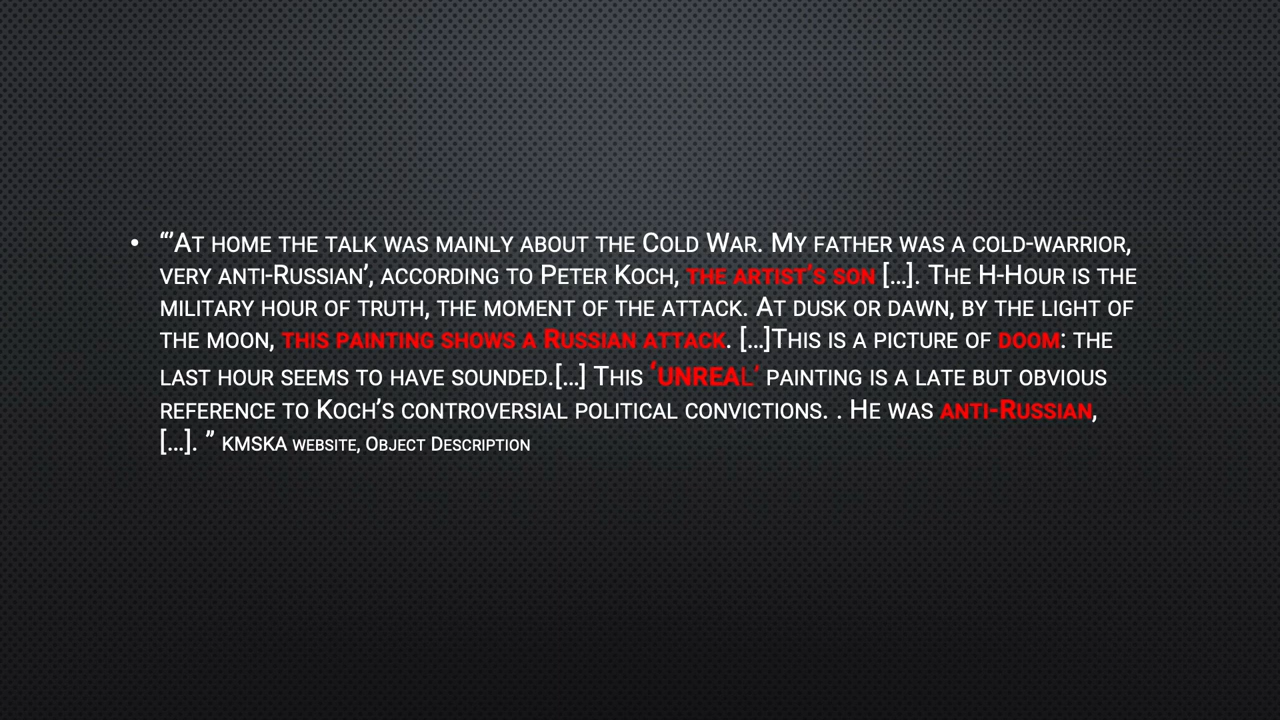 • “’At home the talk was mainly about the Cold War. My father was a cold-warrior,
very anti-Russian’, according to Peter Koch, the artist’s son […]. The H-Hour is the
military hour of truth, the moment of the attack. At dusk or dawn, by the light of
the moon, this painting shows a Russian attack. […]This is a picture of doom: the
last hour seems to have sounded.[…] This ‘unreal’ painting is a late but obvious
reference to Koch’s controversial political convictions. . He was anti-Russian,
[…]. ” KMSKA website, Object Description